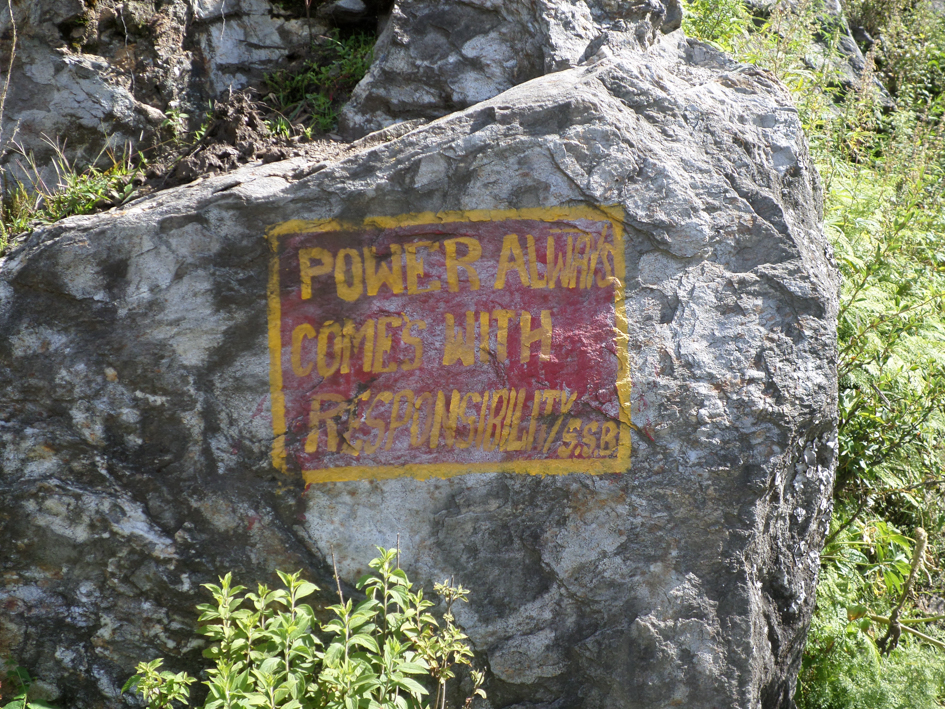 POWER ALWAYS
COMES WITH
RESPONSIBILITY S.S.B